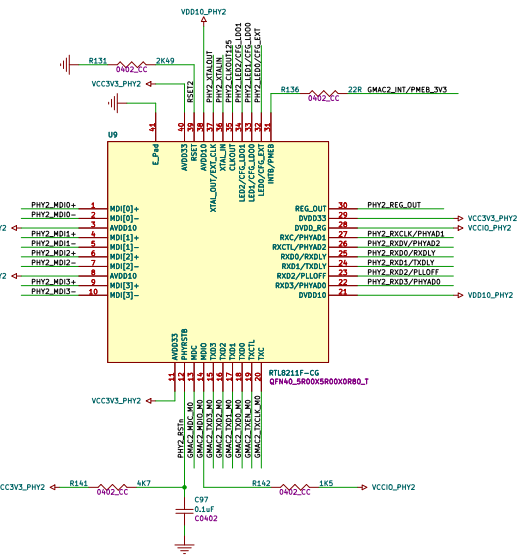 VDD10_PHY2
R131 2K49
0402_CC
VCC3V3_PHY2
RSET2
PHY2_XTALOUT
PHY2_XTALIN
PHY2_CLKOUT125
PHY2_LED2/CFG_LDO1
PHY2_LED1/CFG_LDO0
PHY2_LED0/CFG_EXT
R136 22R GMAC2_INT/PMEB_3V3
0402_CC
41 40 39 38 37 36 35 34 33 32 31
U9
E_Pad
AVDD33
RSET
AVDD10
XTAL_OUT/EXT_CLK
XTAL_IN
CLKOUT
LED2/CFG_LDO1
LED1/CFG_LDO0
LED0/CFG_EXT
INTB/PMEB
PHY2_MDI0+ 1 MDI[0]+ REG_OUT 30 PHY2_REG_OUT
PHY2_MDI0- 2 MDI[0]- DVDD33 29 VCC3V3_PHY2
Y2 3 AVDD10 DVDD_RG 28 VCCIO_PHY2
PHY2_MDI1+ 4 MDI[1]+ RXC/PHYAD1 27 PHY2_RXCLK/PHYAD1
PHY2_MDI1- 5 MDI[1]- RXCTL/PHYAD2 26 PHY2_RXDV/PHYAD2
PHY2_MDI2+ 6 MDI[2]+ RXD0/RXDLY 25 PHY2_RXD0/RXDLY
PHY2_MDI2- 7 MDI[2]- RXD1/TXDLY 24 PHY2_RXD1/TXDLY
Y2 8 AVDD10 RXD2/PLLOFF 23 PHY2_RXD2/PLLOFF
PHY2_MDI3+ 9 MDI[3]+ RXD3/PHYAD0 22 PHY2_RXD3/PHYAD0
PHY2_MDI3- 10 MDI[3]- DVDD10 21 VDD10_PHY2
AVDD33
PHYRSTB
MDC
MDIO
TXD3
TXD2
TXD1
TXD0
TXCTL
TXC
RTL8211F-CG
QFN40_5R00X5R00X0R80_T
11 12 13 14 15 16 17 18 19 20
VCC3V3_PHY2
PHY2_RSTn
GMAC2_MDC_M0
GMAC2_MDIO_M0
GMAC2_TXD3_M0
GMAC2_TXD2_M0
GMAC2_TXD1_M0
GMAC2_TXD0_M0
GMAC2_TXEN_M0
GMAC2_TXCLK_M0
CC3V3_PHY2 R141 4K7 R142 1K5 VCCIO_PHY2
0402_CC 0402_CC
C97
0.1uF
C0402